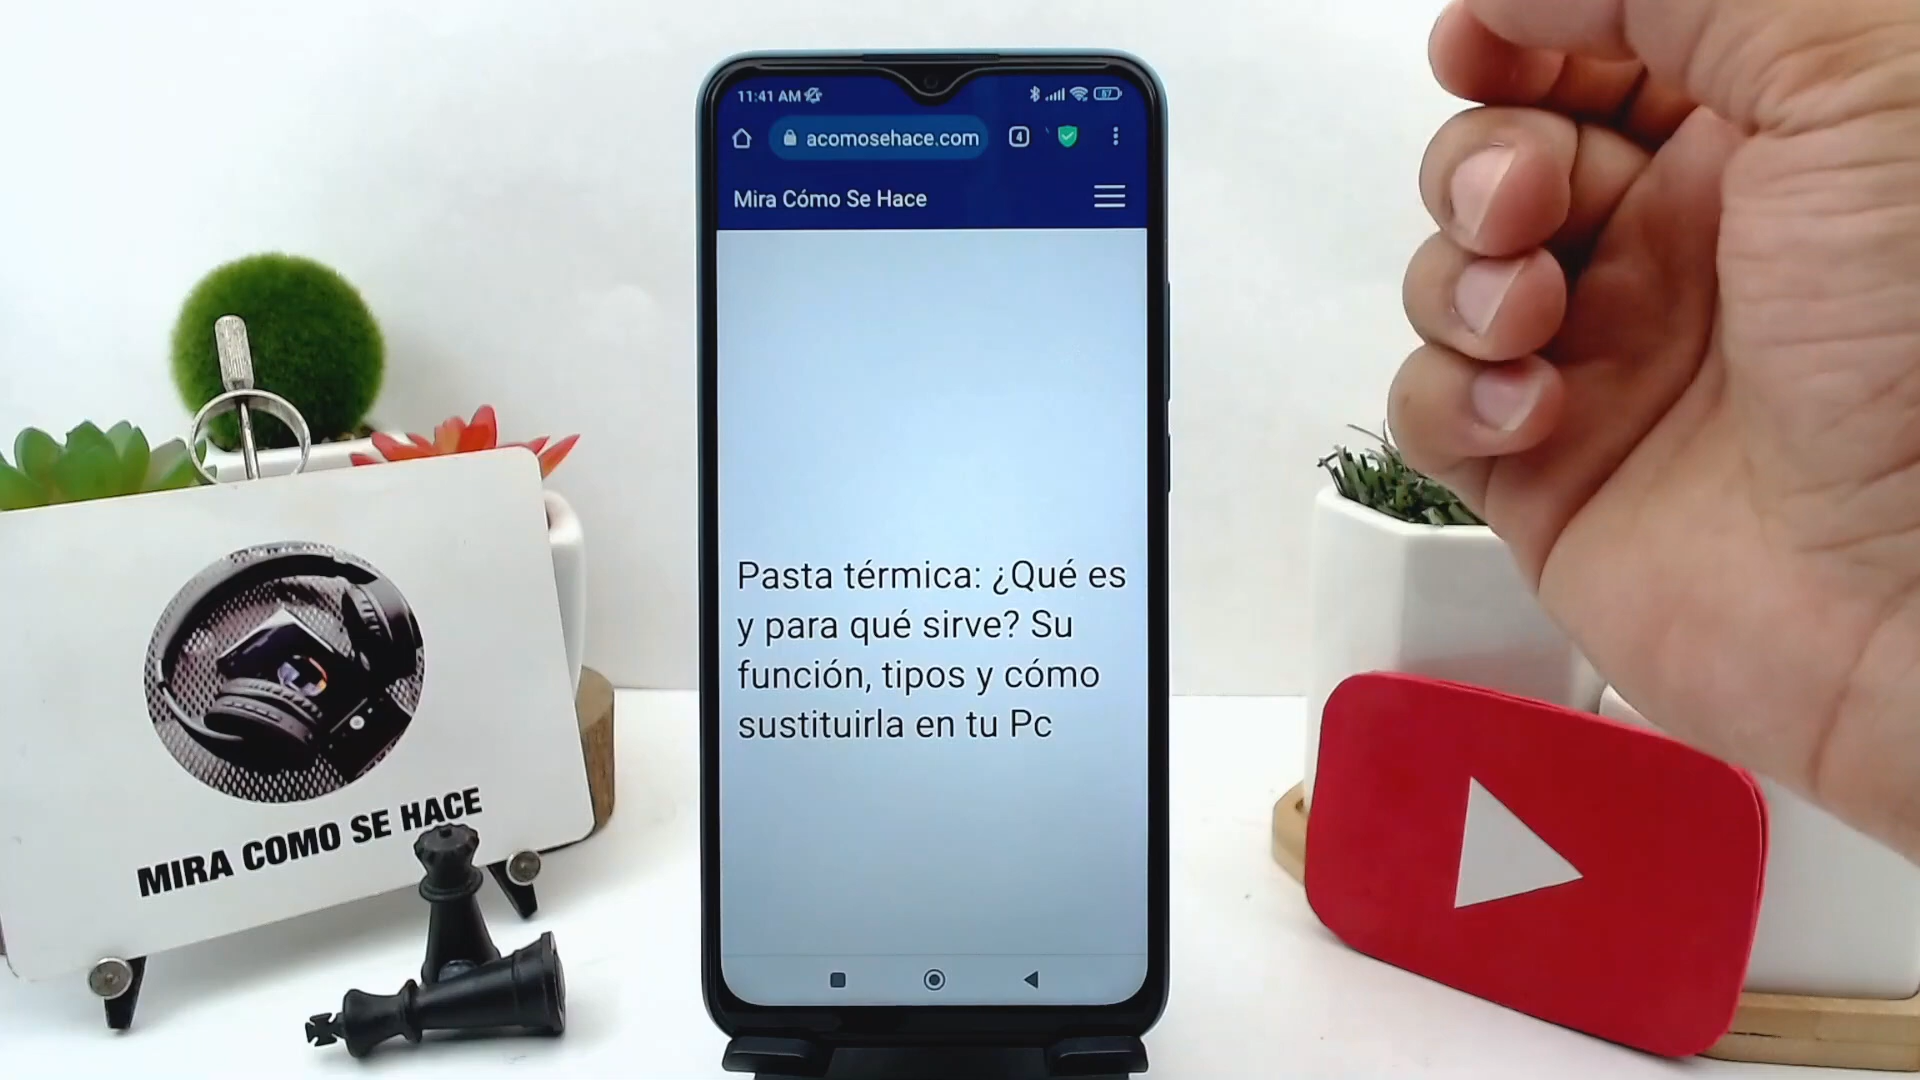 11:41 AM
57
acomosehace.com
4
Mira Cómo Se Hace
Pasta térmica: ¿Qué es
y para qué sirve? Su
función, tipos y cómo
sustituirla en tu Pc
MIRA COMO SE HACE